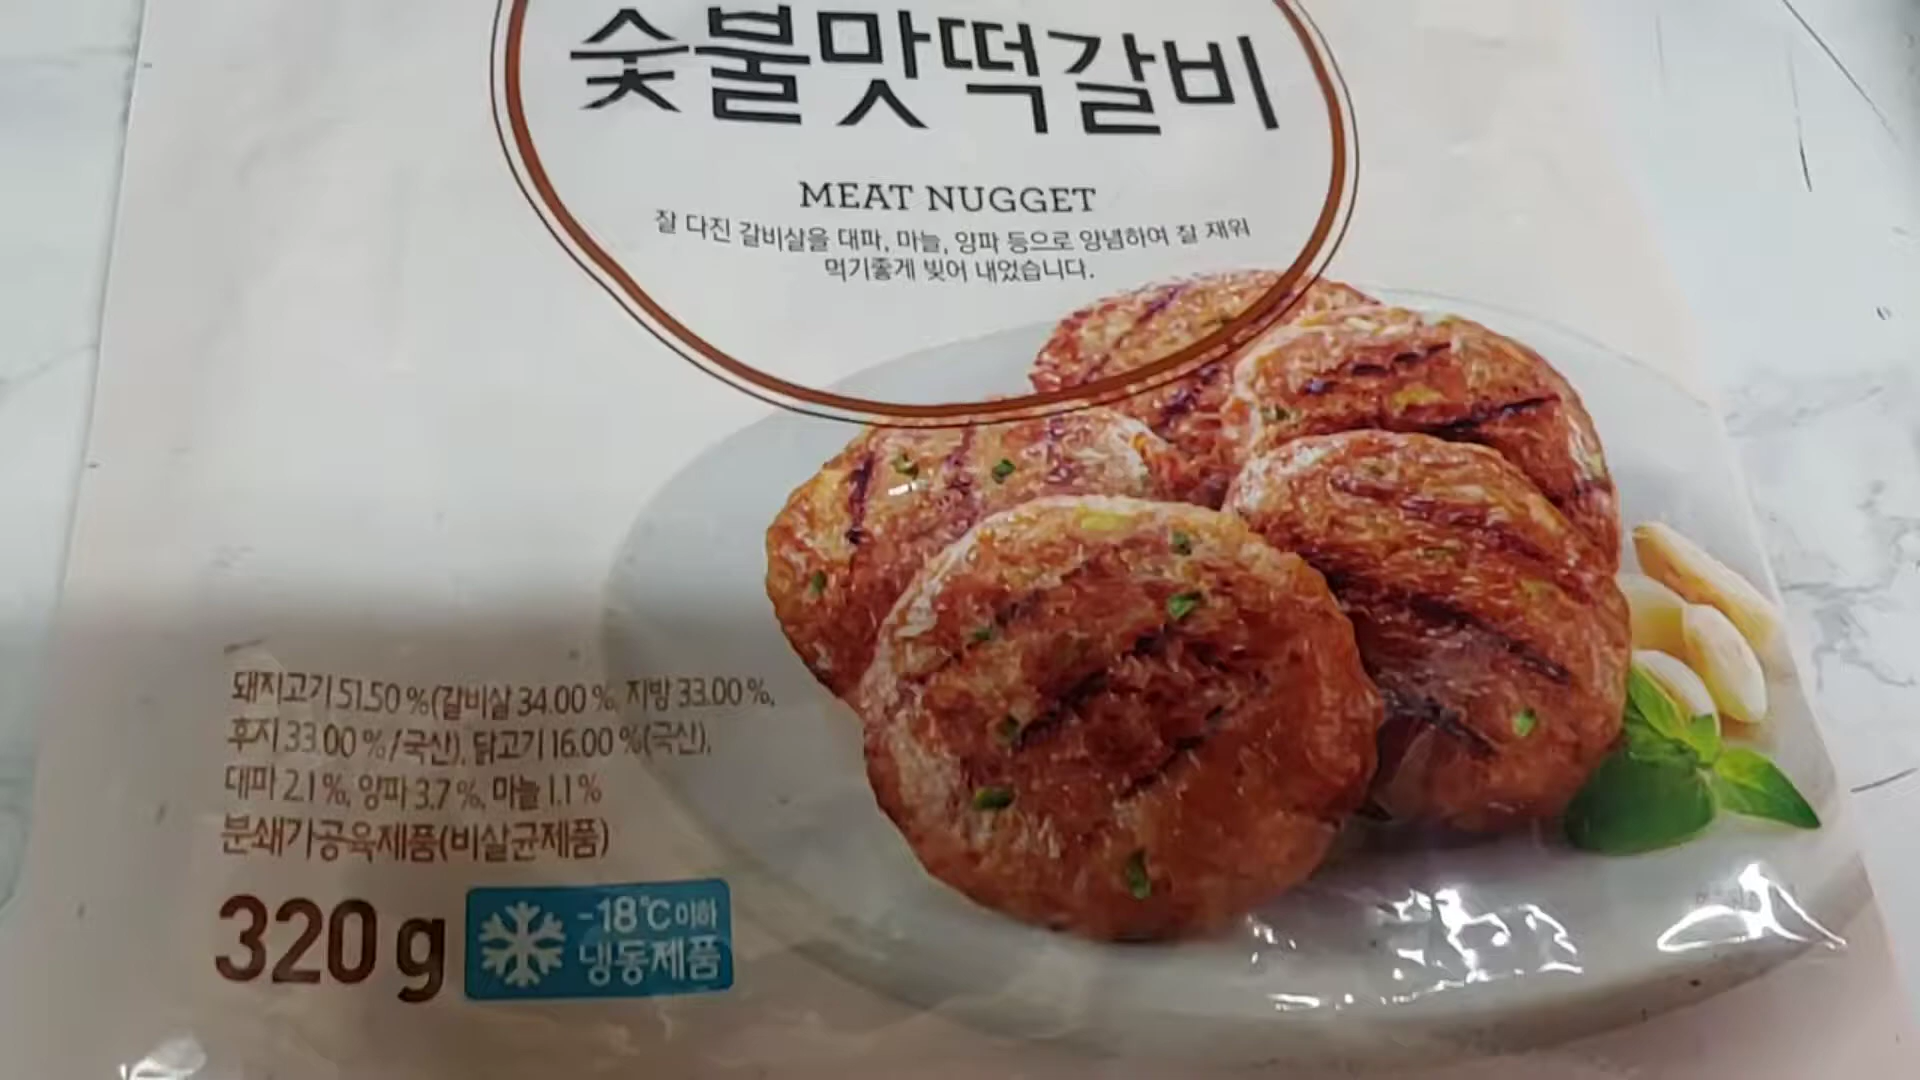 숯불맛떡갈비
MEAT NUGGET
잘 다진 갈비살을 대파, 마늘, 양파 등으로 양념하여 잘 재워
먹기좋게 빚어 내었습니다.
돼지고기 51.50 %(갈비살 34.00 %, 지방 33.00 %,
후지 33.00 %/국산), 닭고기 16.00 %(국산),
대파 2.1 %, 양파 3.7 %, 마늘 1.1 %
분쇄가공육제품(비살균제품)
320 g
-18℃ 이하
냉동제품